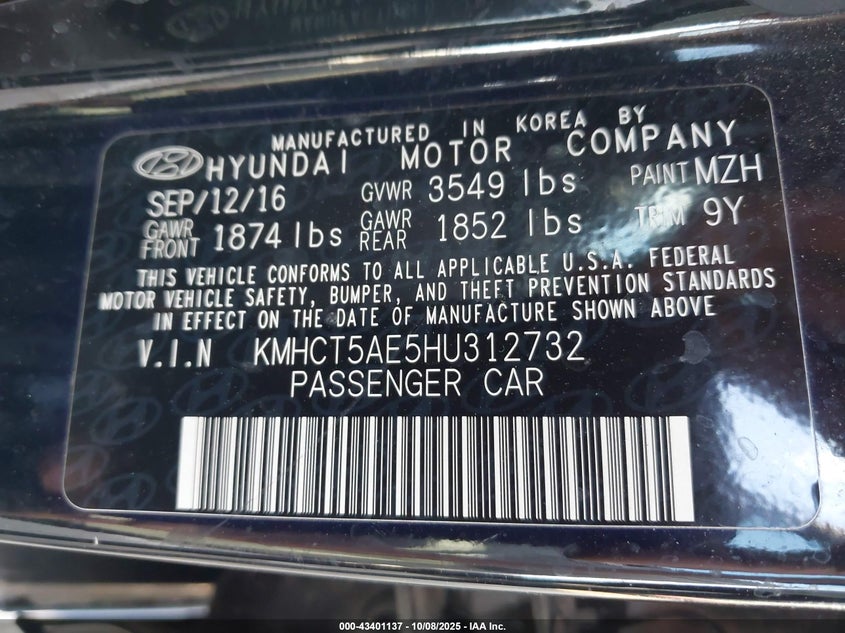 MANUFACTURED IN KOREA BY
HYUNDAI MOTOR COMPANY
SEP/12/16 GVWR 3549 lbs PAINT MZH
GAWR FRONT 1874 lbs GAWR REAR 1852 lbs TRIM 9Y
THIS VEHICLE CONFORMS TO ALL APPLICABLE U.S.A. FEDERAL
MOTOR VEHICLE SAFETY, BUMPER, AND THEFT PREVENTION STANDARDS
IN EFFECT ON THE DATE OF MANUFACTURE SHOWN ABOVE
V.I.N KMHCT5AE5HU312732
PASSENGER CAR
000-43401137 - 10/08/2025 - IAA Inc.